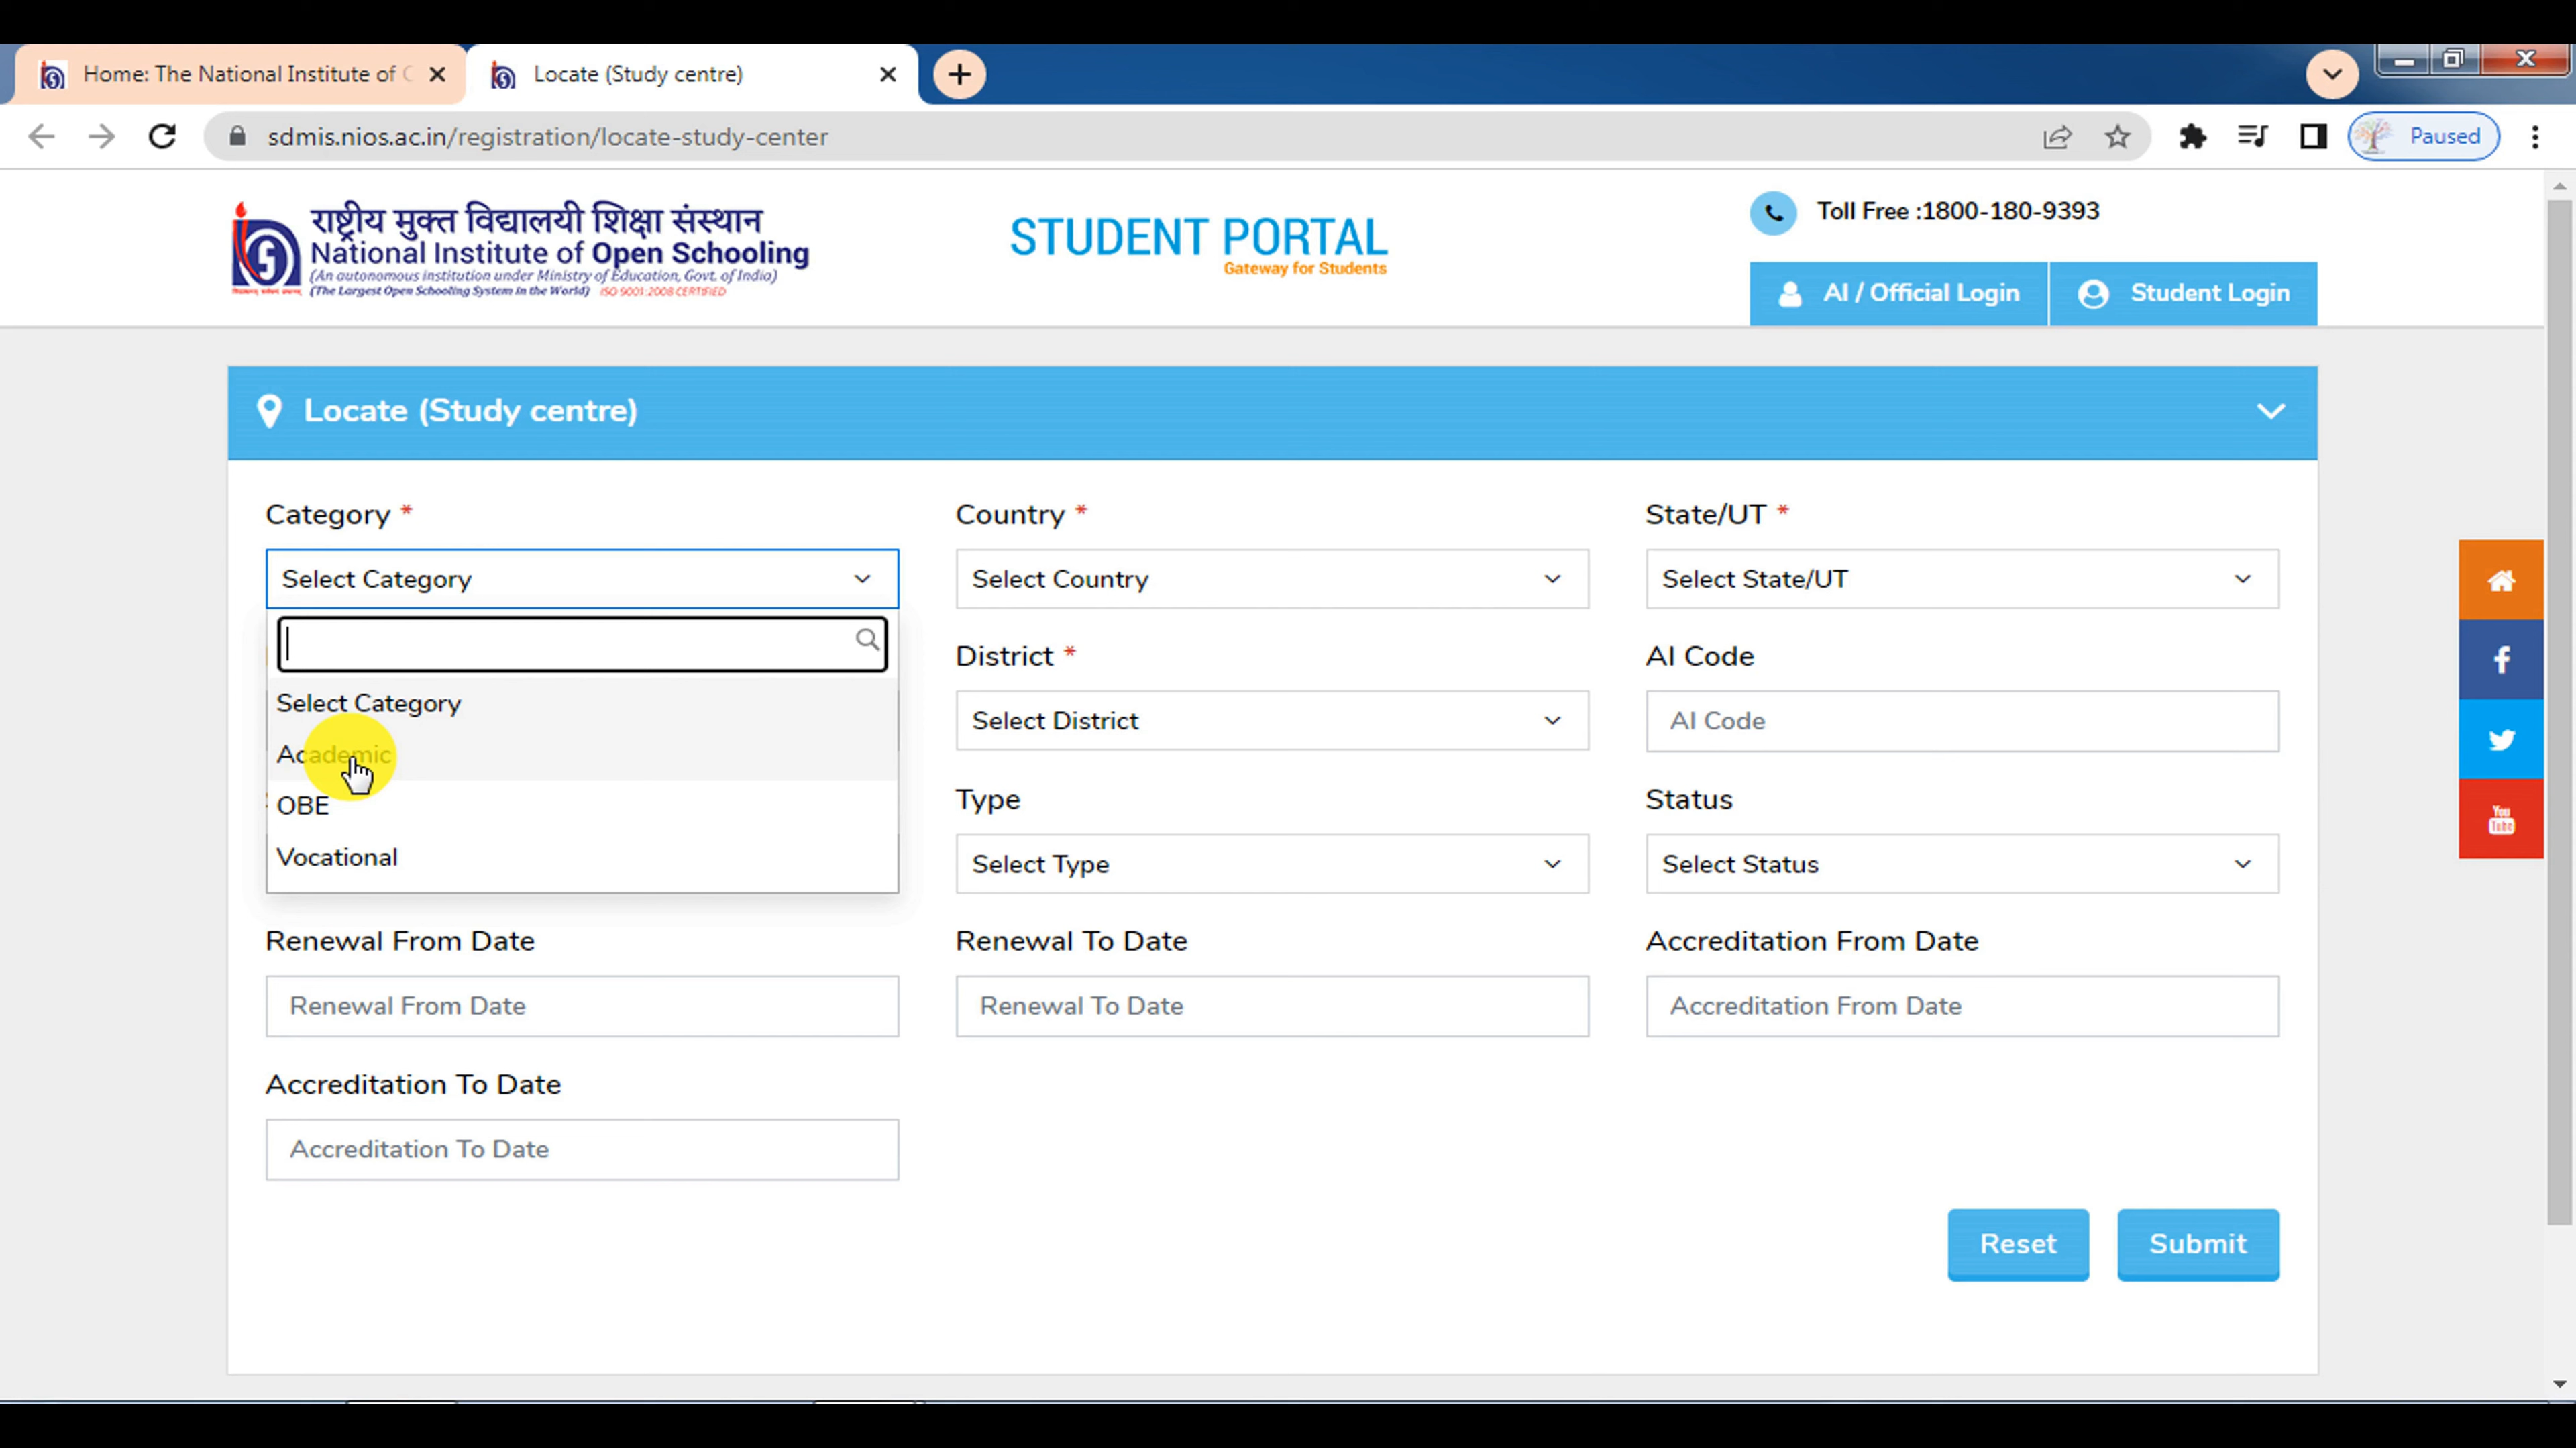 Home: The National Institute of
Locate (Study centre)
sdmis.nios.ac.in/registration/locate-study-center
Paused
राष्ट्रीय मुक्त विद्यालयी शिक्षा संस्थान
National Institute of Open Schooling
(An autonomous institution under Ministry of Education, Govt. of India)
(The Largest Open Schooling System in the World) ISO 9001:2008 CERTIFIED
STUDENT PORTAL
Gateway for Students
Toll Free :1800-180-9393
AI / Official Login
Student Login
Locate (Study centre)
Category *
Country *
State/UT *
Select Category
Select Country
Select State/UT
District *
AI Code
Select Category
Select District
AI Code
Academic
OBE
Type
Status
Vocational
Select Type
Select Status
Renewal From Date
Renewal To Date
Accreditation From Date
Renewal From Date
Renewal To Date
Accreditation From Date
Accreditation To Date
Accreditation To Date
Reset
Submit
You
Tube